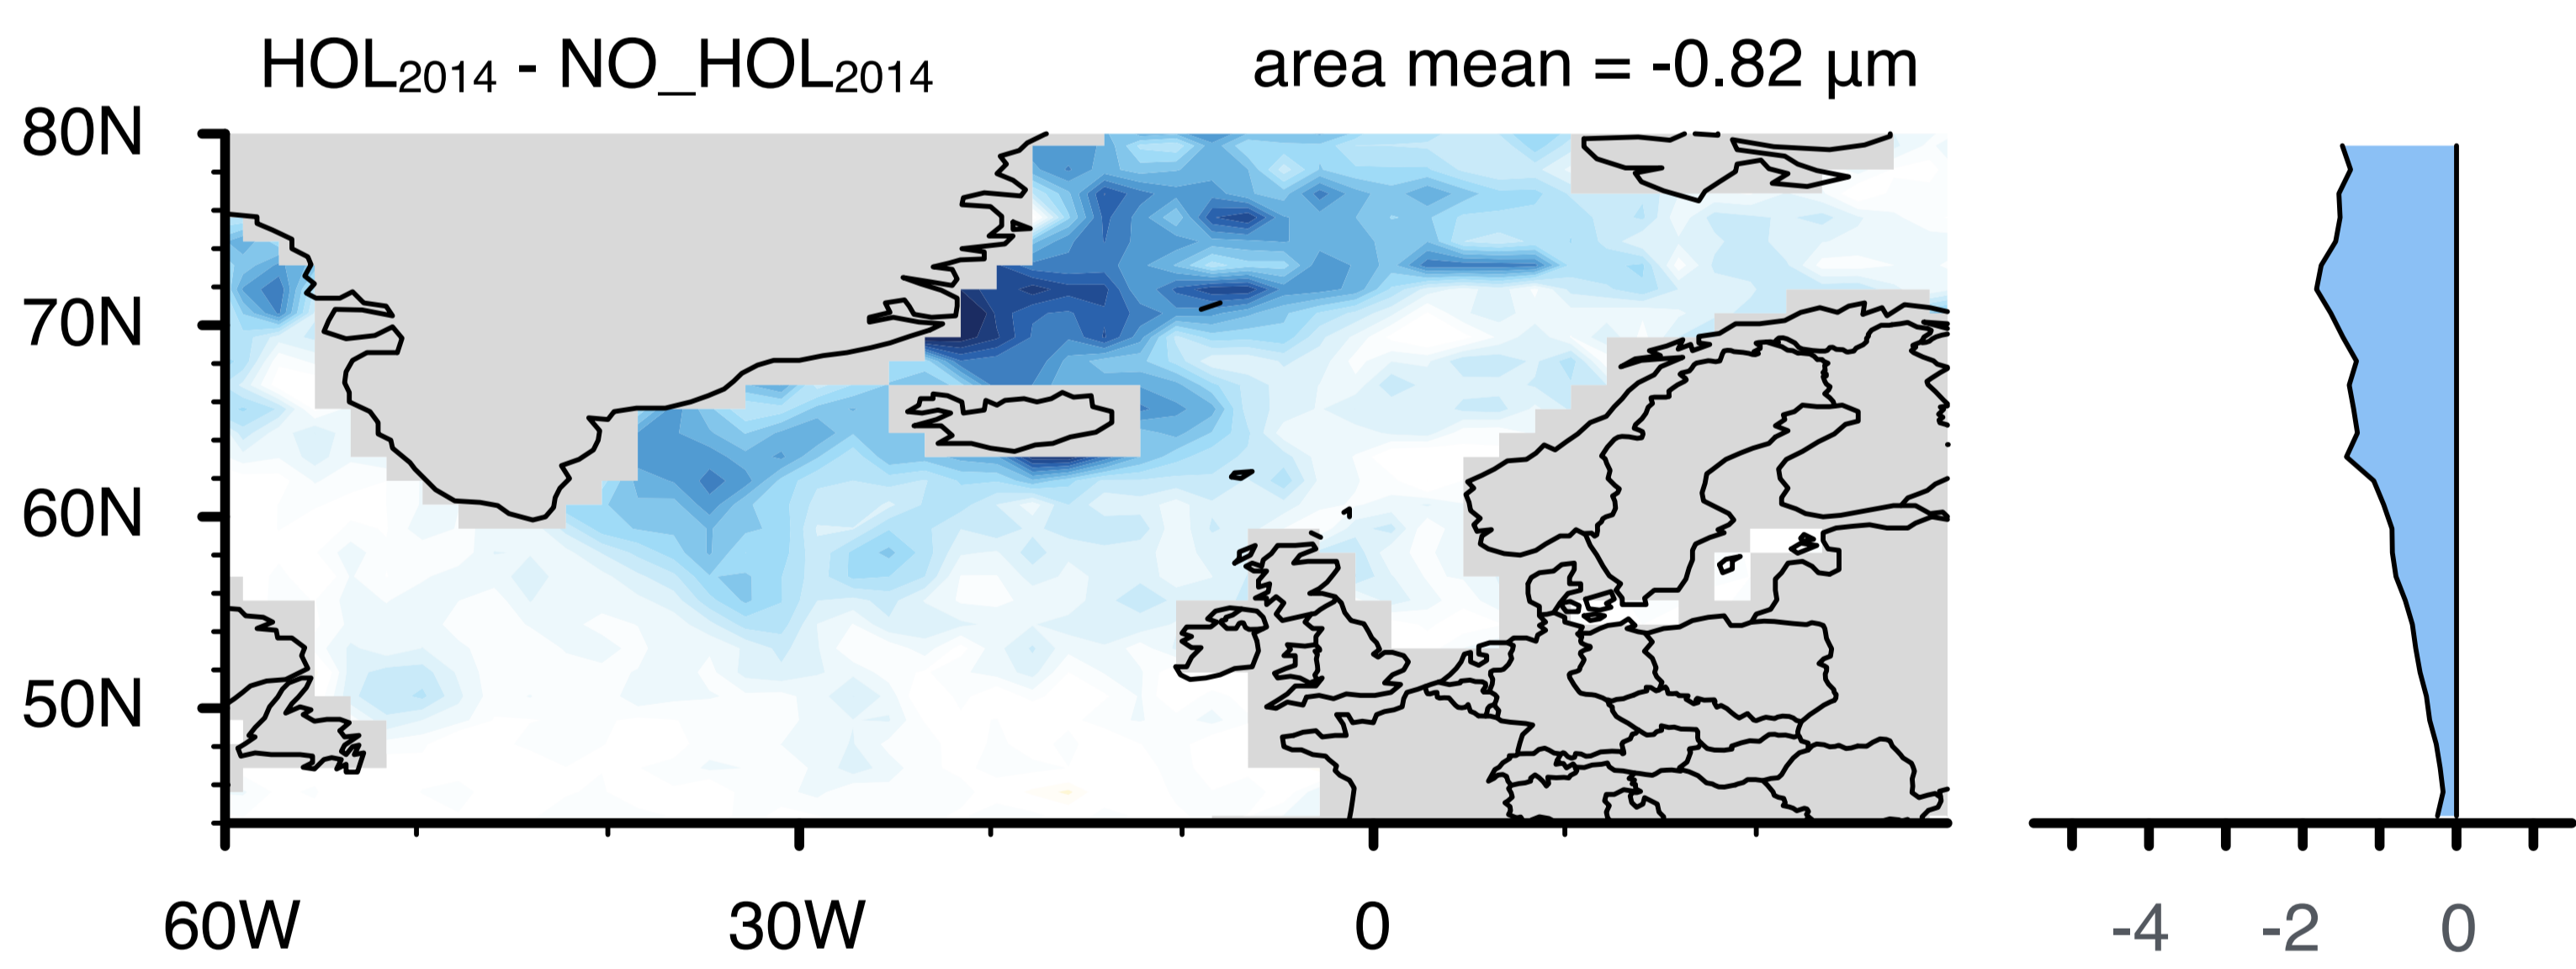 HOL2014 - NO_HOL2014
area mean = -0.82 µm
80N
70N
60N
50N
60W 30W 0
-4 -2 0